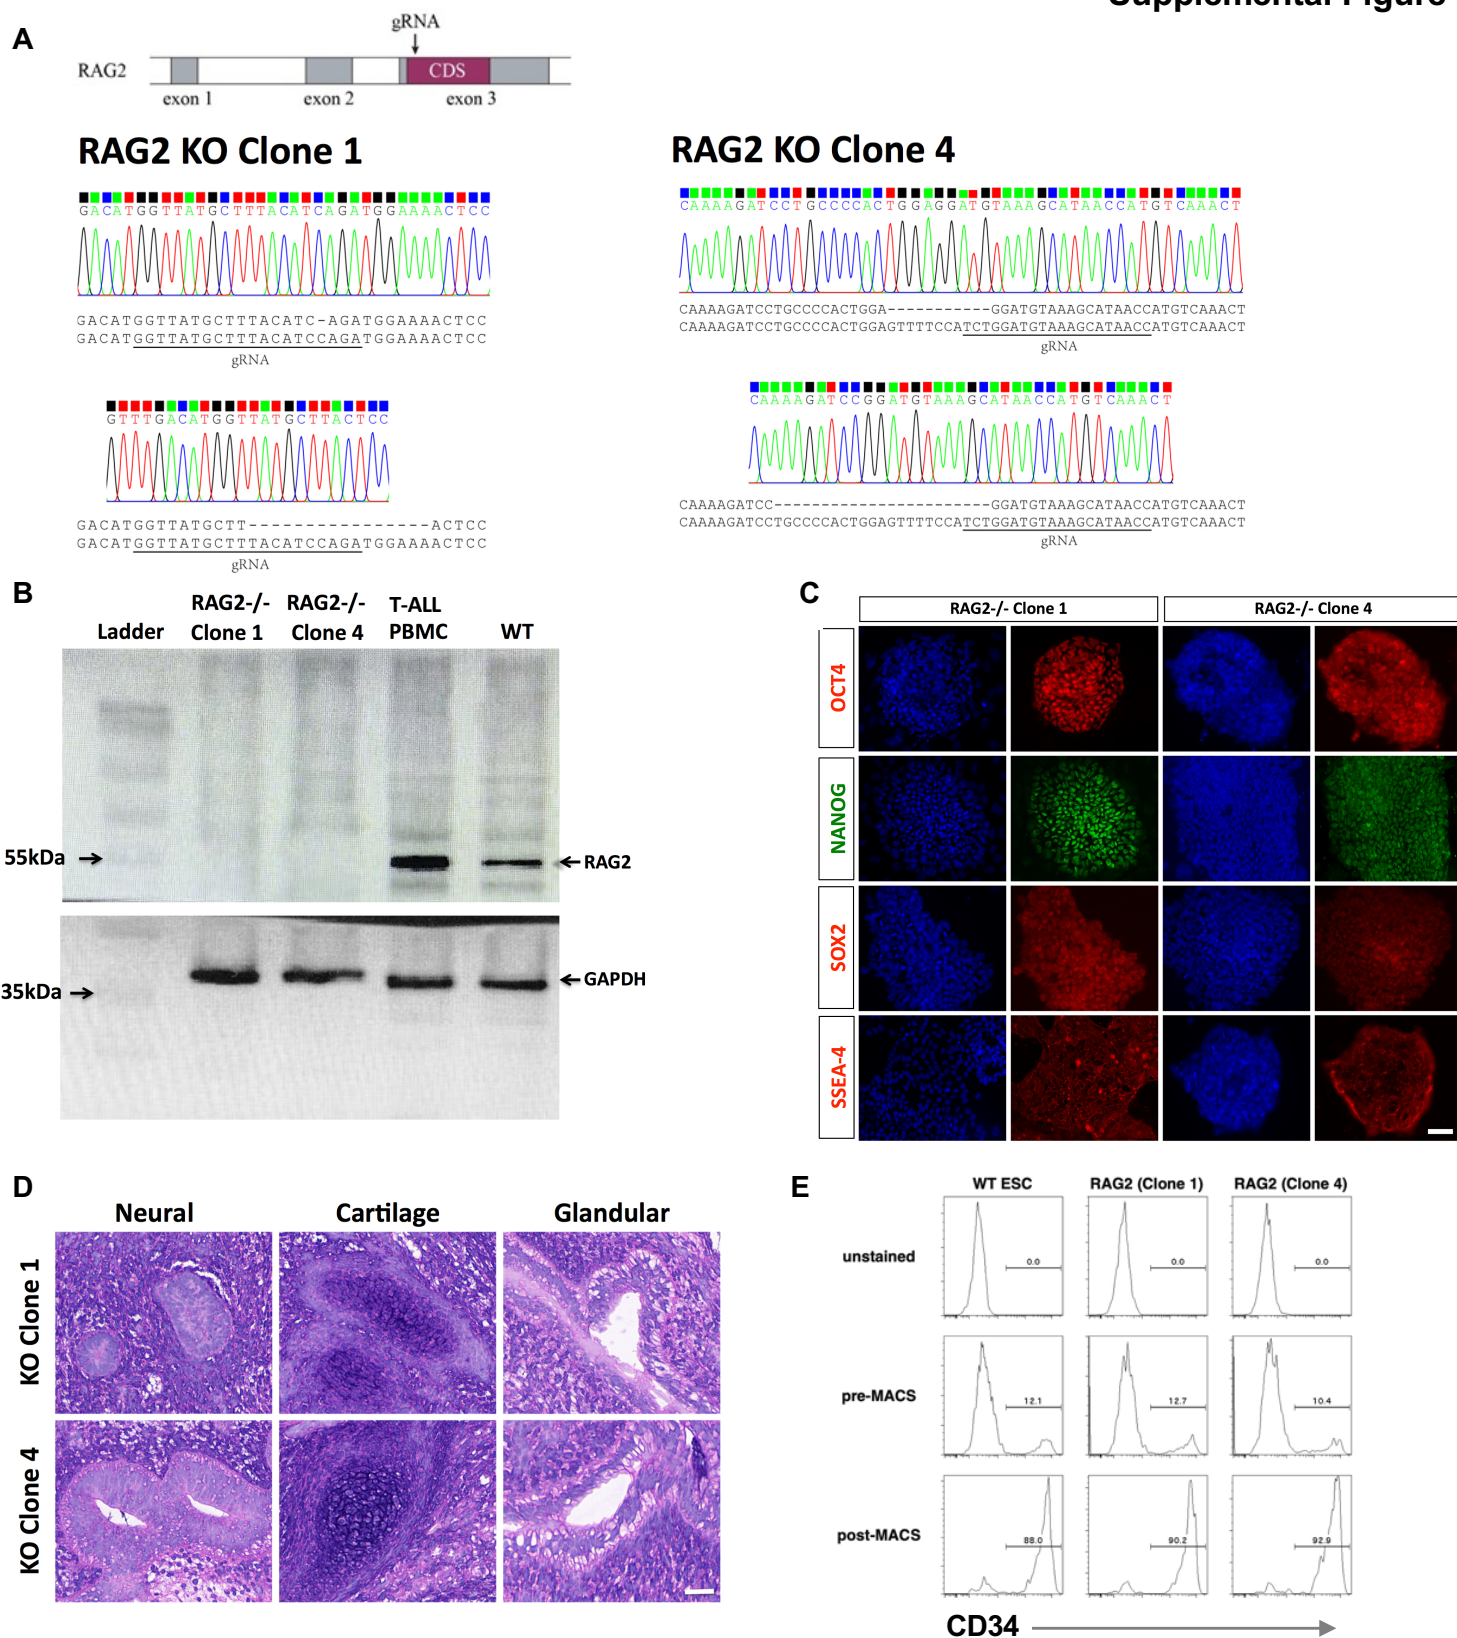 Supplemental Figure
A
gRNA
RAG2
CDS
exon 1
exon 2
exon 3
RAG2 KO Clone 1
GACATGGTTATGCTTTACATCAGATGGAAAACTCC
GACATGGTTATGCTTTACATC-AGATGGAAAACTCC
GACATGGTTATGCTTTACATCCAGATGGAAAACTCC
gRNA
GTTTGACATGGTTATGCTTACTCC
GACATGGTTATGCTT----------------ACTCC
GACATGGTTATGCTTTACATCCAGATGGAAAACTCC
gRNA
RAG2 KO Clone 4
CAAAAGATCCTGCCCCACTGGAGGATGTAAAGCATAACCATGTCAAACT
CAAAAGATCCTGCCCCACTGGA-----------GGATGTAAAGCATAACCATGTCAAACT
CAAAAGATCCTGCCCCACTGGAGTTTTCCATCTGGATGTAAAGCATAACCATGTCAAACT
gRNA
CAAAAGATCCGGATGTAAAGCATAACCATGTCAAACT
CAAAAGATCC-----------------------GGATGTAAAGCATAACCATGTCAAACT
CAAAAGATCCTGCCCCACTGGAGTTTTCCATCTGGATGTAAAGCATAACCATGTCAAACT
gRNA
B
Ladder
RAG2-/-
Clone 1
RAG2-/-
Clone 4
T-ALL
PBMC
WT
55kDa
RAG2
GAPDH
35kDa
C
RAG2-/- Clone 1
RAG2-/- Clone 4
OCT4
NANOG
SOX2
SSEA-4
D
Neural
Cartilage
Glandular
KO Clone 1
KO Clone 4
E
WT ESC
RAG2 (Clone 1)
RAG2 (Clone 4)
unstained
0.0
0.0
0.0
pre-MACS
12.1
12.7
10.4
post-MACS
88.0
90.2
92.9
CD34